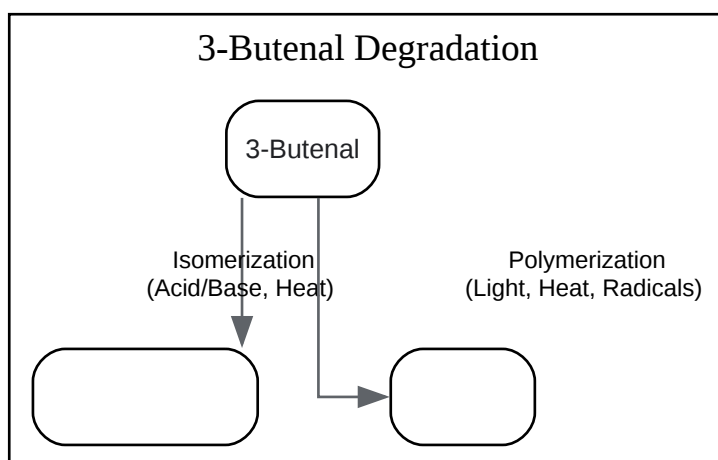 3-Butenal Degradation
3-Butenal
Isomerization
(Acid/Base, Heat)
Polymerization
(Light, Heat, Radicals)